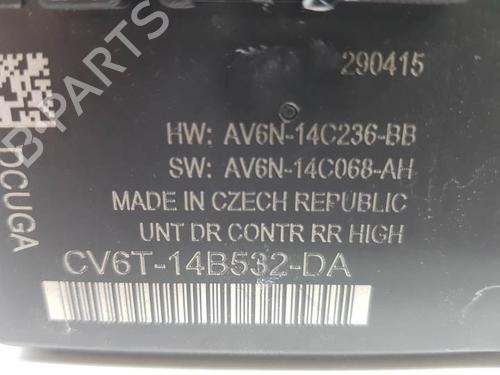 290415
HW: AV6N-14C236-BB
SW: AV6N-14C068-AH
MADE IN CZECH REPUBLIC
UNT DR CONTR RR HIGH
CV6T-14B532-DA
DCUGA
B-PARTS